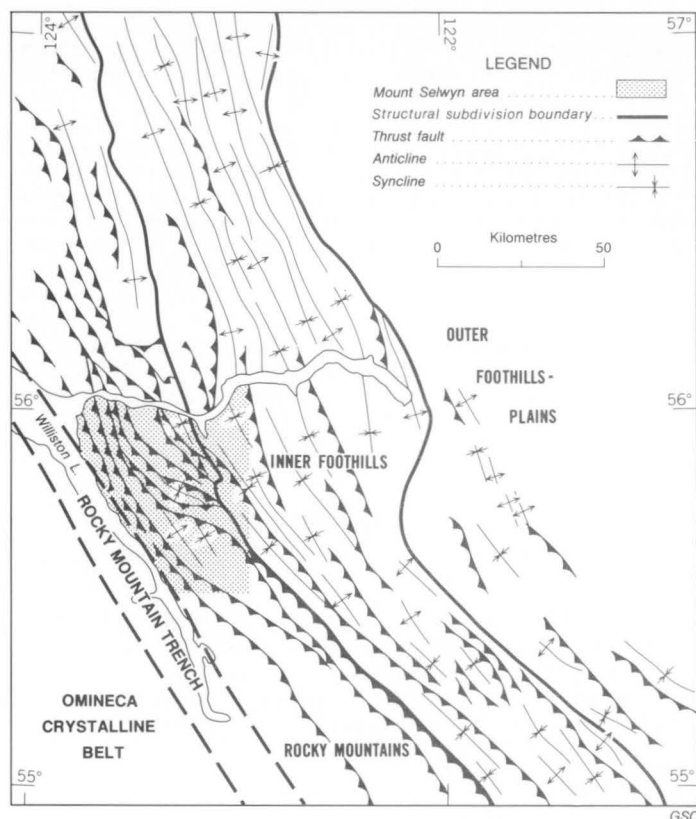 124°
122°
57°
LEGEND
Mount Selwyn area
Structural subdivision boundary
Thrust fault
Anticline
Syncline
Kilometres
0 50
OUTER
FOOTHILLS-
PLAINS
56°
56°
INNER FOOTHILLS
Williston L.
ROCKY MOUNTAIN TRENCH
OMINECA
CRYSTALLINE
BELT
ROCKY MOUNTAINS
55°
55°
GSC